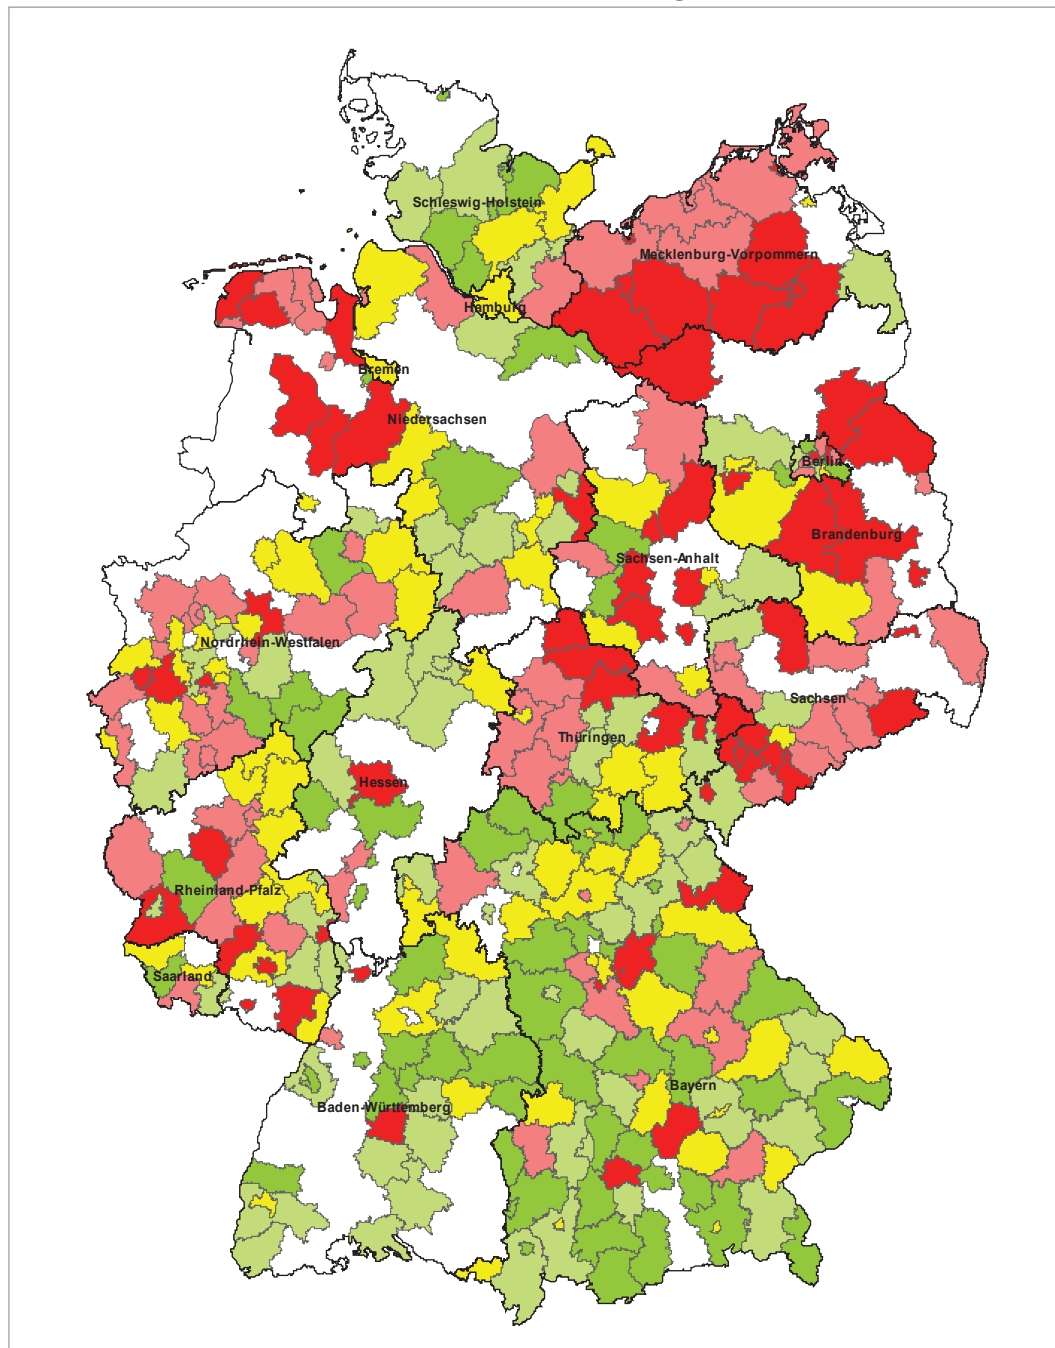 Schleswig-Holstein
Mecklenburg-Vorpommern
Hamburg
Bremen
Niedersachsen
Berlin
Brandenburg
Sachsen-Anhalt
Nordrhein-Westfalen
Sachsen
Thüringen
Hessen
Rheinland-Pfalz
Saarland
Bayern
Baden-Württemberg